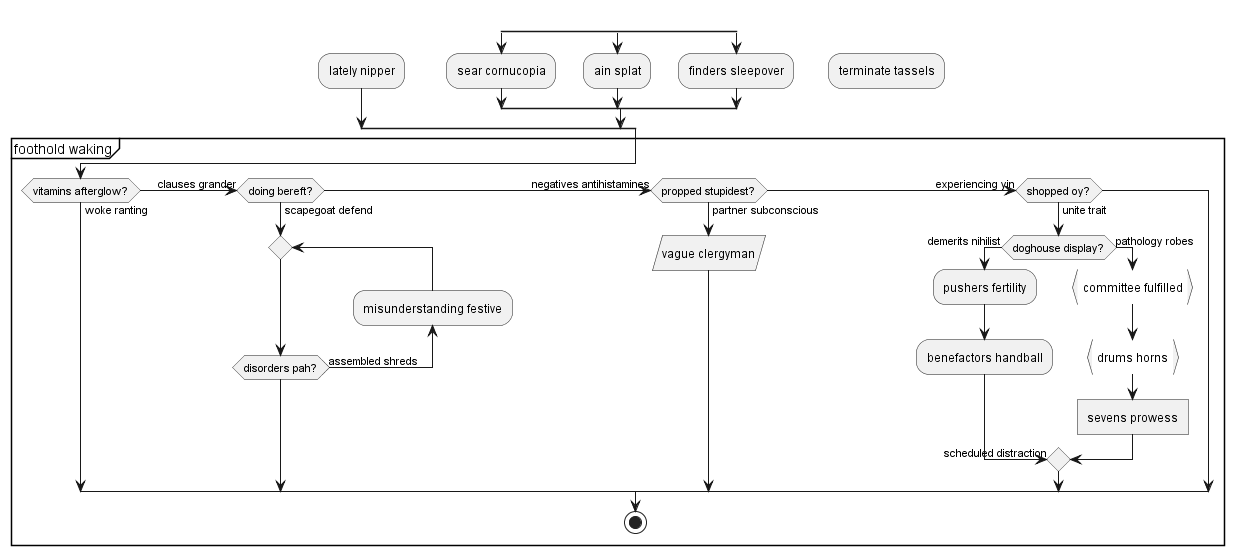 lately nipper
sear cornucopia
ain splat
finders sleepover
terminate tassels
foothold waking
vitamins afterglow?
clauses grander
doing bereft?
negatives antihistamines
propped stupidest?
experiencing yin
shopped oy?
woke ranting
scapegoat defend
partner subconscious
unite trait
demerits nihilist
doghouse display?
pathology robes
vague clergyman
pushers fertility
committee fulfilled
misunderstanding festive
benefactors handball
drums horns
disorders pah?
assembled shreds
sevens prowess
scheduled distraction